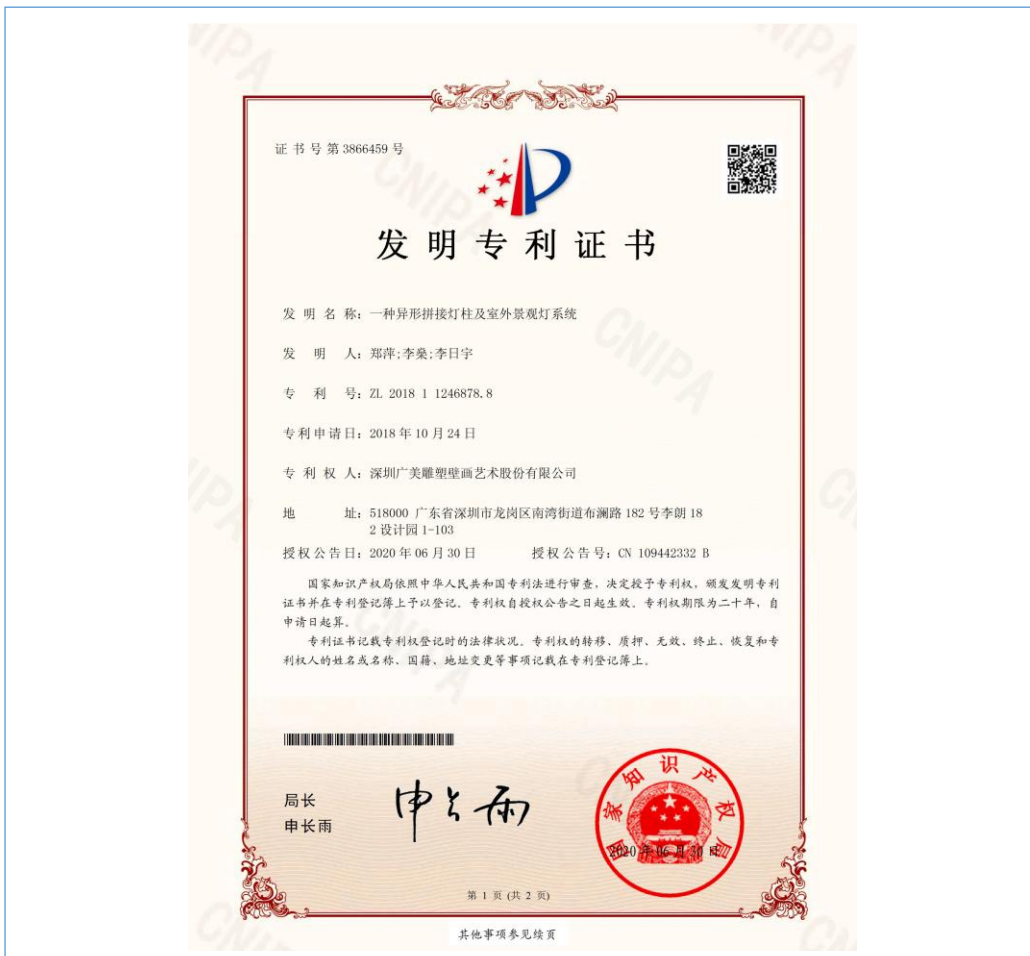 证书号第3866459号
发明专利证书
发明名称：一种异形拼接灯柱及室外景观灯系统
发明人：郑萍;李燊;李日宇
专利号：ZL 2018 1 1246878.8
专利申请日：2018年10月24日
专利权人：深圳广美雕塑壁画艺术股份有限公司
地址：518000 广东省深圳市龙岗区南湾街道布澜路182号李朗18
2设计园1-103
授权公告日：2020年06月30日 授权公告号：CN 109442332 B
国家知识产权局依照中华人民共和国专利法进行审查，决定授予专利权，颁发发明专利
证书并在专利登记簿上予以登记。专利权自授权公告之日起生效。专利权期限为二十年，自
申请日起算。
专利证书记载专利权登记时的法律状况。专利权的转移、质押、无效、终止、恢复和专
利权人的姓名或名称、国籍、地址变更等事项记载在专利登记簿上。
局长
申长雨
申长雨
国家知识产权局
2020年06月30日
第1页(共2页)
其他事项参见续页
CNIPA
CNIPA
CNIPA
CNIPA